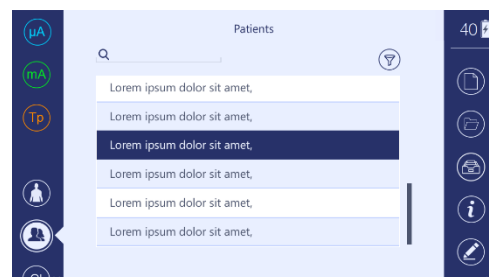 µA
Patients
40
mA
Lorem ipsum dolor sit amet,
Lorem ipsum dolor sit amet,
Tp
Lorem ipsum dolor sit amet,
Lorem ipsum dolor sit amet,
Lorem ipsum dolor sit amet,
Lorem ipsum dolor sit amet,
i